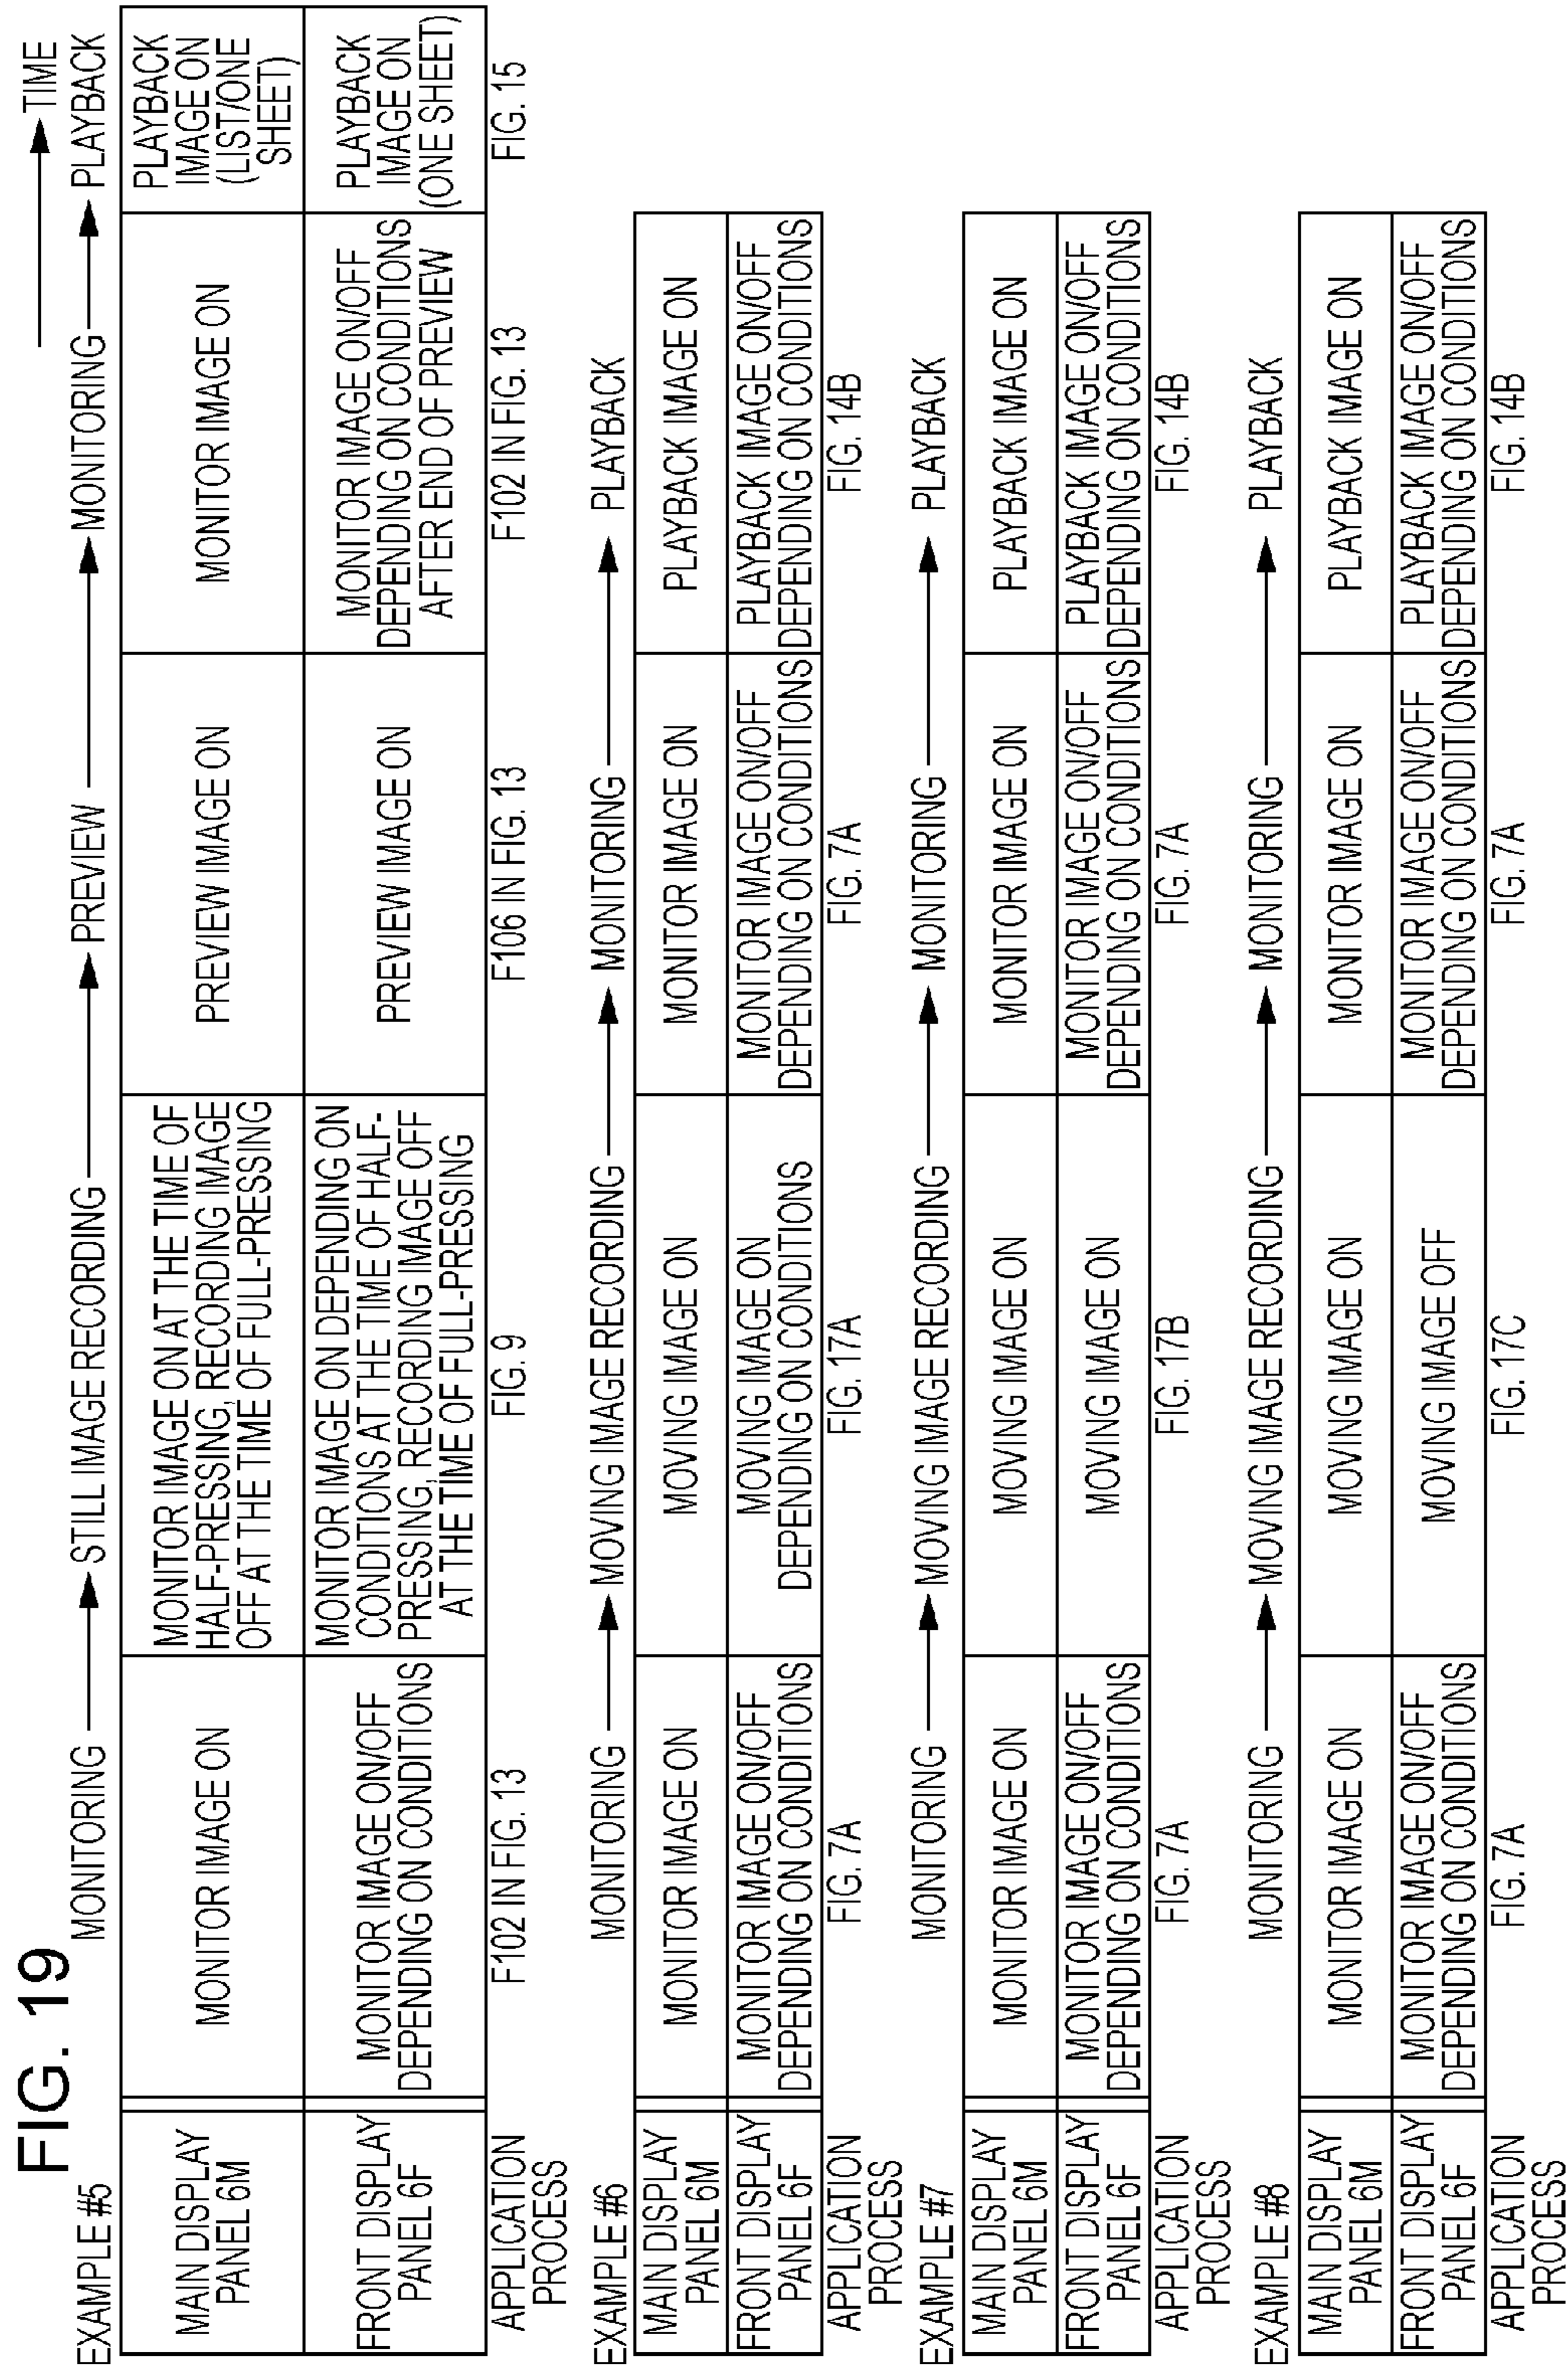 FIG. 19
TIME
EXAMPLE #5
MONITORING
STILL IMAGE RECORDING
PREVIEW
MONITORING
PLAYBACK
MAIN DISPLAY
PANEL 6M
MONITOR IMAGE ON
MONITOR IMAGE ON AT THE TIME OF
HALF-PRESSING, RECORDING IMAGE
OFF AT THE TIME OF FULL-PRESSING
PREVIEW IMAGE ON
MONITOR IMAGE ON
PLAYBACK
IMAGE ON
(LIST/ONE
SHEET)
FRONT DISPLAY
PANEL 6F
MONITOR IMAGE ON/OFF
DEPENDING ON CONDITIONS
MONITOR IMAGE ON DEPENDING ON
CONDITIONS AT THE TIME OF HALF-
PRESSING, RECORDING IMAGE OFF
AT THE TIME OF FULL-PRESSING
PREVIEW IMAGE ON
MONITOR IMAGE ON/OFF
DEPENDING ON CONDITIONS
AFTER END OF PREVIEW
PLAYBACK
IMAGE ON
(ONE SHEET)
APPLICATION
PROCESS
F102 IN FIG. 13
FIG. 9
F106 IN FIG. 13
F102 IN FIG. 13
FIG. 15
EXAMPLE #6
MONITORING
MOVING IMAGE RECORDING
MONITORING
PLAYBACK
MAIN DISPLAY
PANEL 6M
MONITOR IMAGE ON
MOVING IMAGE ON
MONITOR IMAGE ON
PLAYBACK IMAGE ON
FRONT DISPLAY
PANEL 6F
MONITOR IMAGE ON/OFF
DEPENDING ON CONDITIONS
MOVING IMAGE ON
DEPENDING ON CONDITIONS
MONITOR IMAGE ON/OFF
DEPENDING ON CONDITIONS
PLAYBACK IMAGE ON/OFF
DEPENDING ON CONDITIONS
APPLICATION
PROCESS
FIG. 7A
FIG. 17A
FIG. 7A
FIG. 14B
EXAMPLE #7
MONITORING
MOVING IMAGE RECORDING
MONITORING
PLAYBACK
MAIN DISPLAY
PANEL 6M
MONITOR IMAGE ON
MOVING IMAGE ON
MONITOR IMAGE ON
PLAYBACK IMAGE ON
FRONT DISPLAY
PANEL 6F
MONITOR IMAGE ON/OFF
DEPENDING ON CONDITIONS
MOVING IMAGE ON
MONITOR IMAGE ON/OFF
DEPENDING ON CONDITIONS
PLAYBACK IMAGE ON/OFF
DEPENDING ON CONDITIONS
APPLICATION
PROCESS
FIG. 7A
FIG. 17B
FIG. 7A
FIG. 14B
EXAMPLE #8
MONITORING
MOVING IMAGE RECORDING
MONITORING
PLAYBACK
MAIN DISPLAY
PANEL 6M
MONITOR IMAGE ON
MOVING IMAGE ON
MONITOR IMAGE ON
PLAYBACK IMAGE ON
FRONT DISPLAY
PANEL 6F
MONITOR IMAGE ON/OFF
DEPENDING ON CONDITIONS
MOVING IMAGE OFF
MONITOR IMAGE ON/OFF
DEPENDING ON CONDITIONS
PLAYBACK IMAGE ON/OFF
DEPENDING ON CONDITIONS
APPLICATION
PROCESS
FIG. 7A
FIG. 17C
FIG. 7A
FIG. 14B